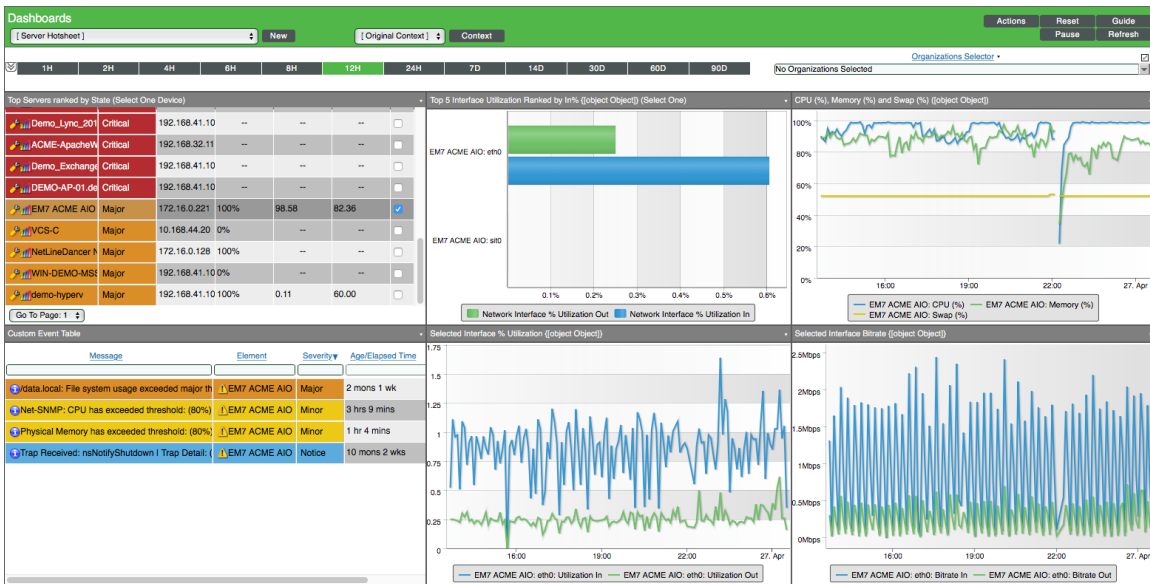 Dashboards
[ Server Hotsheet ]
New
[ Original Context ]
Context
Actions Reset Guide
Pause Refresh
1H 2H 4H 6H 8H 12H 24H 7D 14D 30D 60D 90D
Organizations Selector
No Organizations Selected
Top Servers ranked by State (Select One Device)
Demo_Lync_201 Critical 192.168.41.10 -- -- --
ACME-ApacheW Critical 192.168.32.11 -- -- --
Demo_Exchange Critical 192.168.41.10 -- -- --
DEMO-AP-01.de Critical 192.168.41.10 -- -- --
EM7 ACME AIO Major 172.16.0.221 100% 98.58 82.36
VCS-C Major 10.168.44.20 0% -- --
NetLineDancer N Major 172.16.0.128 100% -- --
WIN-DEMO-MSS Major 192.168.41.10 0% -- --
demo-hyperv Major 192.168.41.10 100% 0.11 60.00
Go To Page: 1
Top 5 Interface Utilization Ranked by In% ([object Object]) (Select One)
EM7 ACME AIO: eth0
EM7 ACME AIO: sit0
0.1% 0.2% 0.3% 0.4% 0.5% 0.6%
Network Interface % Utilization Out Network Interface % Utilization In
CPU (%), Memory (%) and Swap (%) ([object Object])
100%
80%
60%
40%
20%
0%
16:00 19:00 22:00 27. Apr
EM7 ACME AIO: CPU (%) EM7 ACME AIO: Memory (%)
EM7 ACME AIO: Swap (%)
Custom Event Table
Message Element Severity Age/Elapsed Time
/data.local: File system usage exceeded major th EM7 ACME AIO Major 2 mons 1 wk
Net-SNMP: CPU has exceeded threshold: (80%) EM7 ACME AIO Minor 3 hrs 9 mins
Physical Memory has exceeded threshold: (80%) EM7 ACME AIO Minor 1 hr 4 mins
Trap Received: nsNotifyShutdown | Trap Detail: ( EM7 ACME AIO Notice 10 mons 2 wks
Selected Interface % Utilization ([object Object])
1.75
1.5
1.25
1
0.75
0.5
0.25
0
16:00 19:00 22:00 27. Apr
EM7 ACME AIO: eth0: Utilization In EM7 ACME AIO: eth0: Utilization Out
Selected Interface Bitrate ([object Object])
2.5Mbps
2Mbps
1.5Mbps
1Mbps
0.5Mbps
0Mbps
16:00 19:00 22:00 27. Apr
EM7 ACME AIO: eth0: Bitrate In EM7 ACME AIO: eth0: Bitrate Out